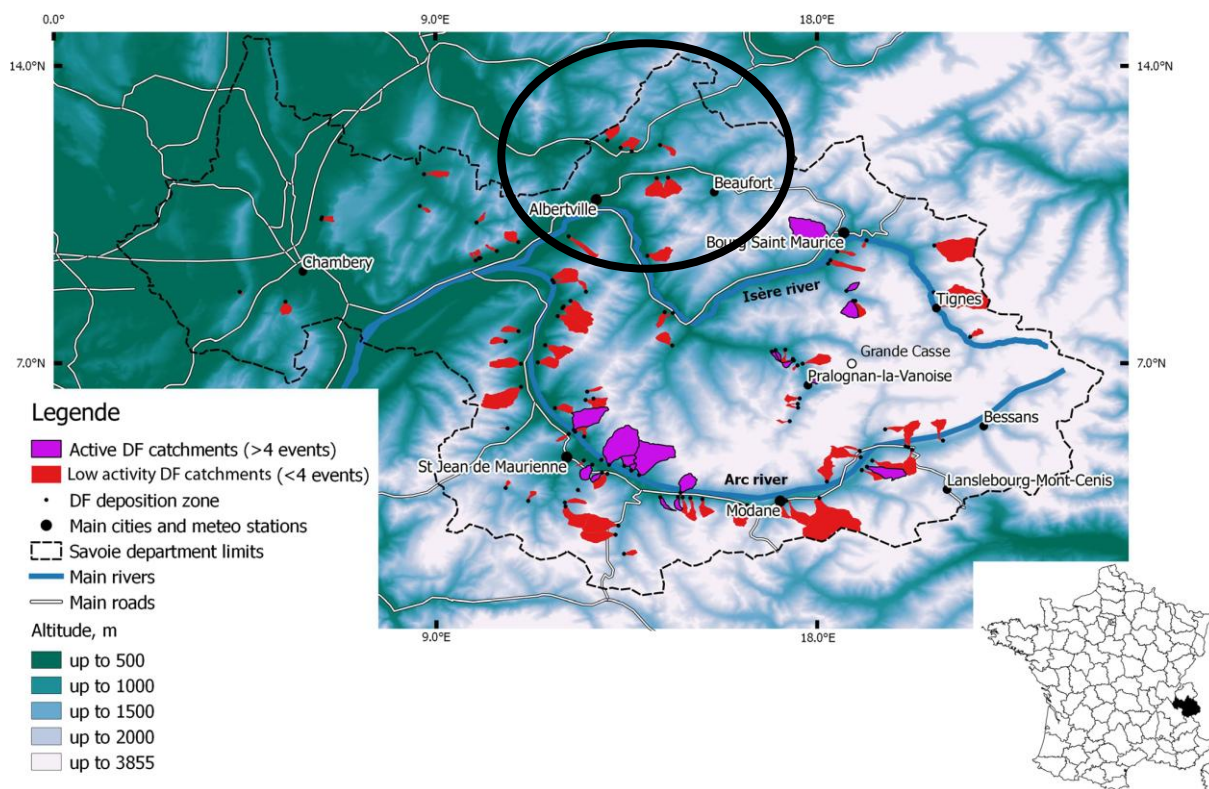 0.0°
9.0°E
18.0°E
14.0°N
14.0°N
Beaufort
Albertville
Bourg Saint Maurice
Chambery
Isère river
Tignes
Grande Casse
7.0°N
7.0°N
Pralognan-la-Vanoise
Bessans
St Jean de Maurienne
Arc river
Lanslebourg-Mont-Cenis
Modane
Legende
Active DF catchments (>4 events)
Low activity DF catchments (<4 events)
DF deposition zone
Main cities and meteo stations
Savoie department limits
Main rivers
Main roads
Altitude, m
up to 500
up to 1000
up to 1500
up to 2000
up to 3855
9.0°E
18.0°E